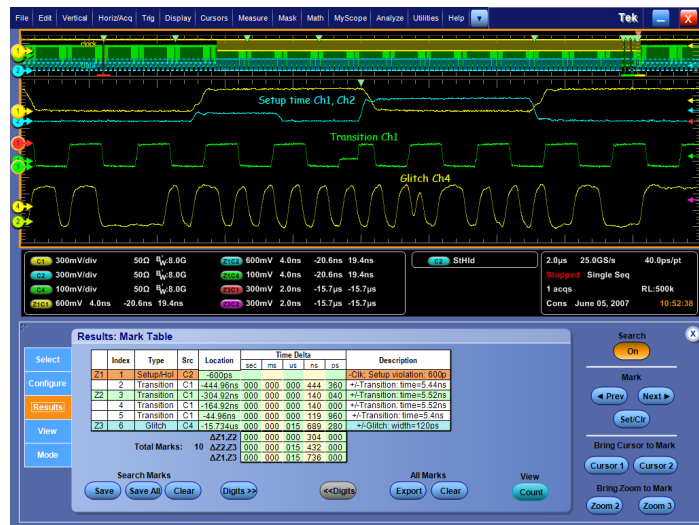 File Edit Vertical Horiz/Acq Trig Display Cursors Measure Mask Math MyScope Analyze Utilities Help Tek X
clock
1
2
Setup time Ch1, Ch2
1
2
Transition Ch1
1
1
Glitch Ch4
4
2
C1 300mV/div 50Ω BW:8.0G Z1C2 600mV 4.0ns -20.6ns 19.4ns C2 StHld 2.0µs 25.0GS/s 40.0ps/pt
C2 300mV/div 50Ω BW:8.0G Z1C4 100mV 4.0ns -20.6ns 19.4ns Stopped Single Seq
C4 100mV/div 50Ω BW:8.0G Z3C1 300mV 2.0ns -15.7µs -15.7µs 1 acqs RL:500k
Z1C1 600mV 4.0ns -20.6ns 19.4ns Z3C2 300mV 2.0ns -15.7µs -15.7µs Cons June 05, 2007 10:52:38
Results: Mark Table
Select
Configure
Results
View
Mode
Index Type Src Location Time Delta Description
sec ms us ns ps
Z1 1 Setup/Hol C2 -600ps -Clk; Setup violation: 600p
2 Transition C1 -444.96ns 000 000 000 444 360 +/-Transition: time=5.44ns
Z2 3 Transition C1 -304.92ns 000 000 000 140 040 +/-Transition: time=5.52ns
4 Transition C1 -164.92ns 000 000 000 140 000 +/-Transition: time=5.52ns
5 Transition C1 -44.96ns 000 000 000 119 960 +/-Transition: time=5.4ns
Z3 6 Glitch C4 -15.734us 000 000 015 689 280 +/-Glitch: width=120ps
ΔZ1,Z2 000 000 000 304 000
Total Marks: 10 ΔZ2,Z3 000 000 015 432 000
ΔZ1,Z3 000 000 015 736 000
Search Marks
Save Save All Clear Digits >> <<Digits
All Marks
Export Clear
View
Count
Search
On
X
Mark
◄ Prev Next ►
Set/Clr
Bring Cursor to Mark
Cursor 1 Cursor 2
Bring Zoom to Mark
Zoom 2 Zoom 3